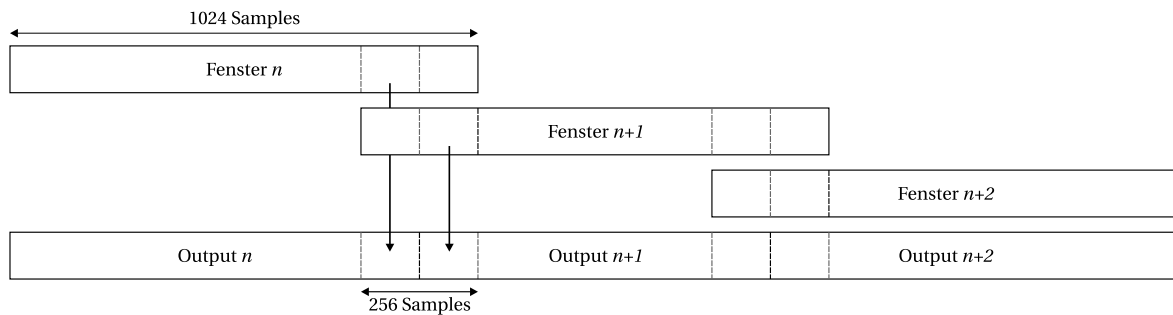 1024 Samples
Fenster n
Fenster n+1
Fenster n+2
Output n
Output n+1
Output n+2
256 Samples